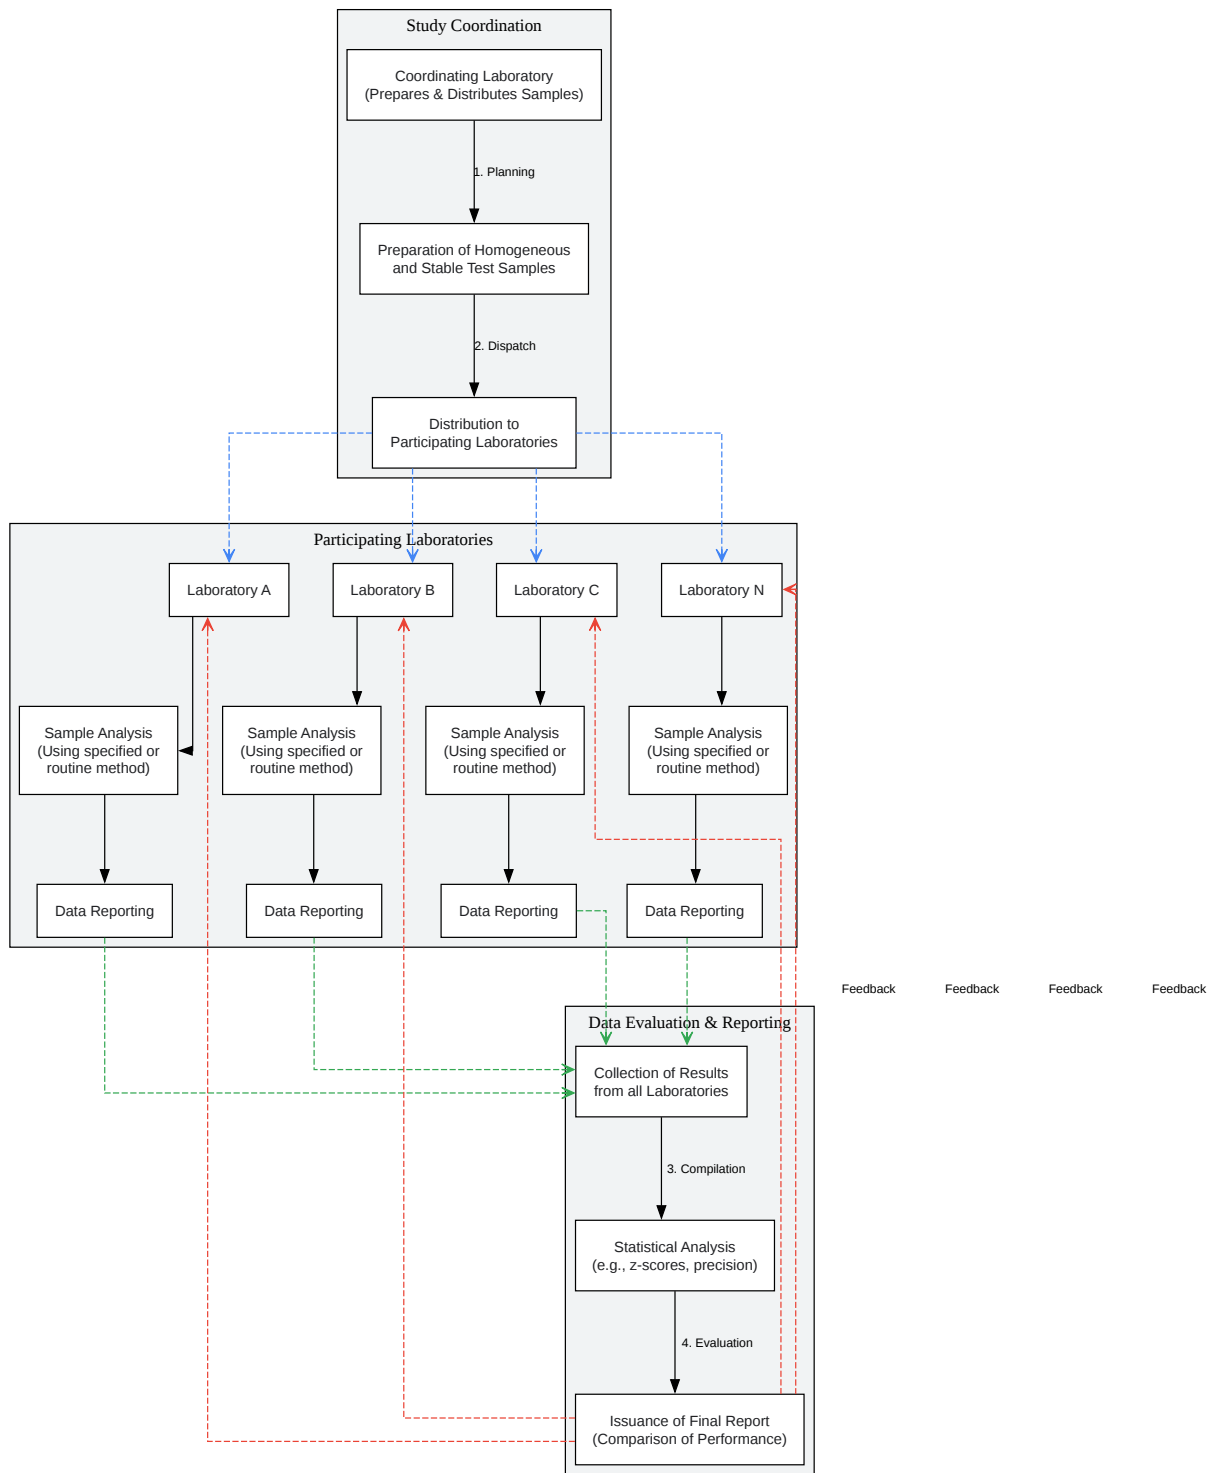 Study Coordination
Coordinating Laboratory
(Prepares & Distributes Samples)
1. Planning
Preparation of Homogeneous
and Stable Test Samples
2. Dispatch
Distribution to
Participating Laboratories
Participating Laboratories
Laboratory A
Laboratory B
Laboratory C
Laboratory N
Sample Analysis
(Using specified or
routine method)
Sample Analysis
(Using specified or
routine method)
Sample Analysis
(Using specified or
routine method)
Sample Analysis
(Using specified or
routine method)
Data Reporting
Data Reporting
Data Reporting
Data Reporting
Feedback
Feedback
Feedback
Feedback
Data Evaluation & Reporting
Collection of Results
from all Laboratories
3. Compilation
Statistical Analysis
(e.g., z-scores, precision)
4. Evaluation
Issuance of Final Report
(Comparison of Performance)